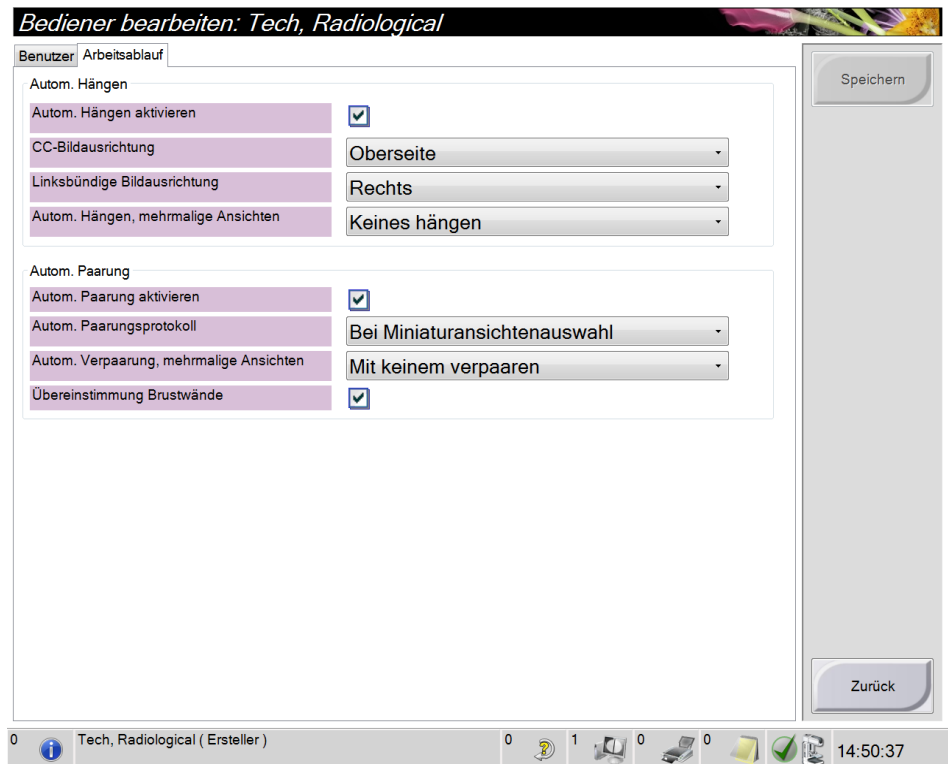 Bediener bearbeiten: Tech, Radiological
Benutzer Arbeitsablauf
Speichern
Autom. Hängen
Autom. Hängen aktivieren
CC-Bildausrichtung Oberseite
Linksbündige Bildausrichtung Rechts
Autom. Hängen, mehrmalige Ansichten Keines hängen
Autom. Paarung
Autom. Paarung aktivieren
Autom. Paarungsprotokoll Bei Miniaturansichtenauswahl
Autom. Verpaarung, mehrmalige Ansichten Mit keinem verpaaren
Übereinstimmung Brustwände
Zurück
0 Tech, Radiological ( Ersteller ) 0 1 0 0 14:50:37